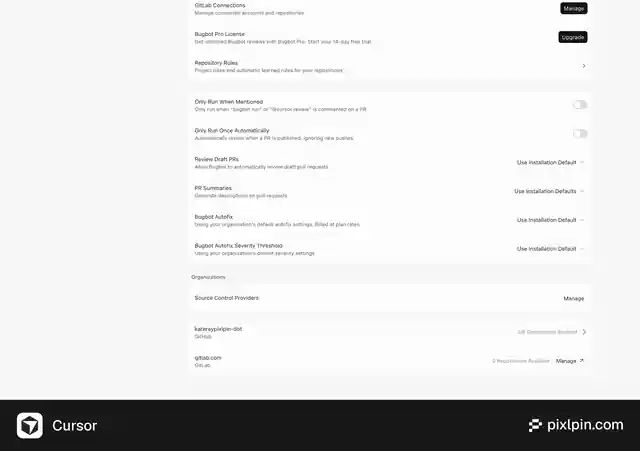 GitLab Connections
Manage connected accounts and repositories
Manage
Bugbot Pro License
Get unlimited Bugbot reviews with Bugbot Pro. Start your 14-day free trial.
Upgrade
Repository Rules
Project rules and automatic learned rules for your repositories
Only Run When Mentioned
Only run when "bugbot run" or "@cursor review" is commented on a PR
Only Run Once Automatically
Automatically review when a PR is published, ignoring new pushes
Review Draft PRs
Allow Bugbot to automatically review draft pull requests
Use Installation Default
PR Summaries
Generate descriptions on pull requests
Use Installation Defaults
Bugbot Autofix
Using your organization's default autofix settings. Billed at plan rates.
Use Installation Default
Bugbot Autofix Severity Threshold
Using your organization's default severity settings
Use Installation Default
Organizations
Source Control Providers
Manage
GitHub
gitlab.com
GitLab
0 Repositories Available
Manage
Cursor
pixlpin.com